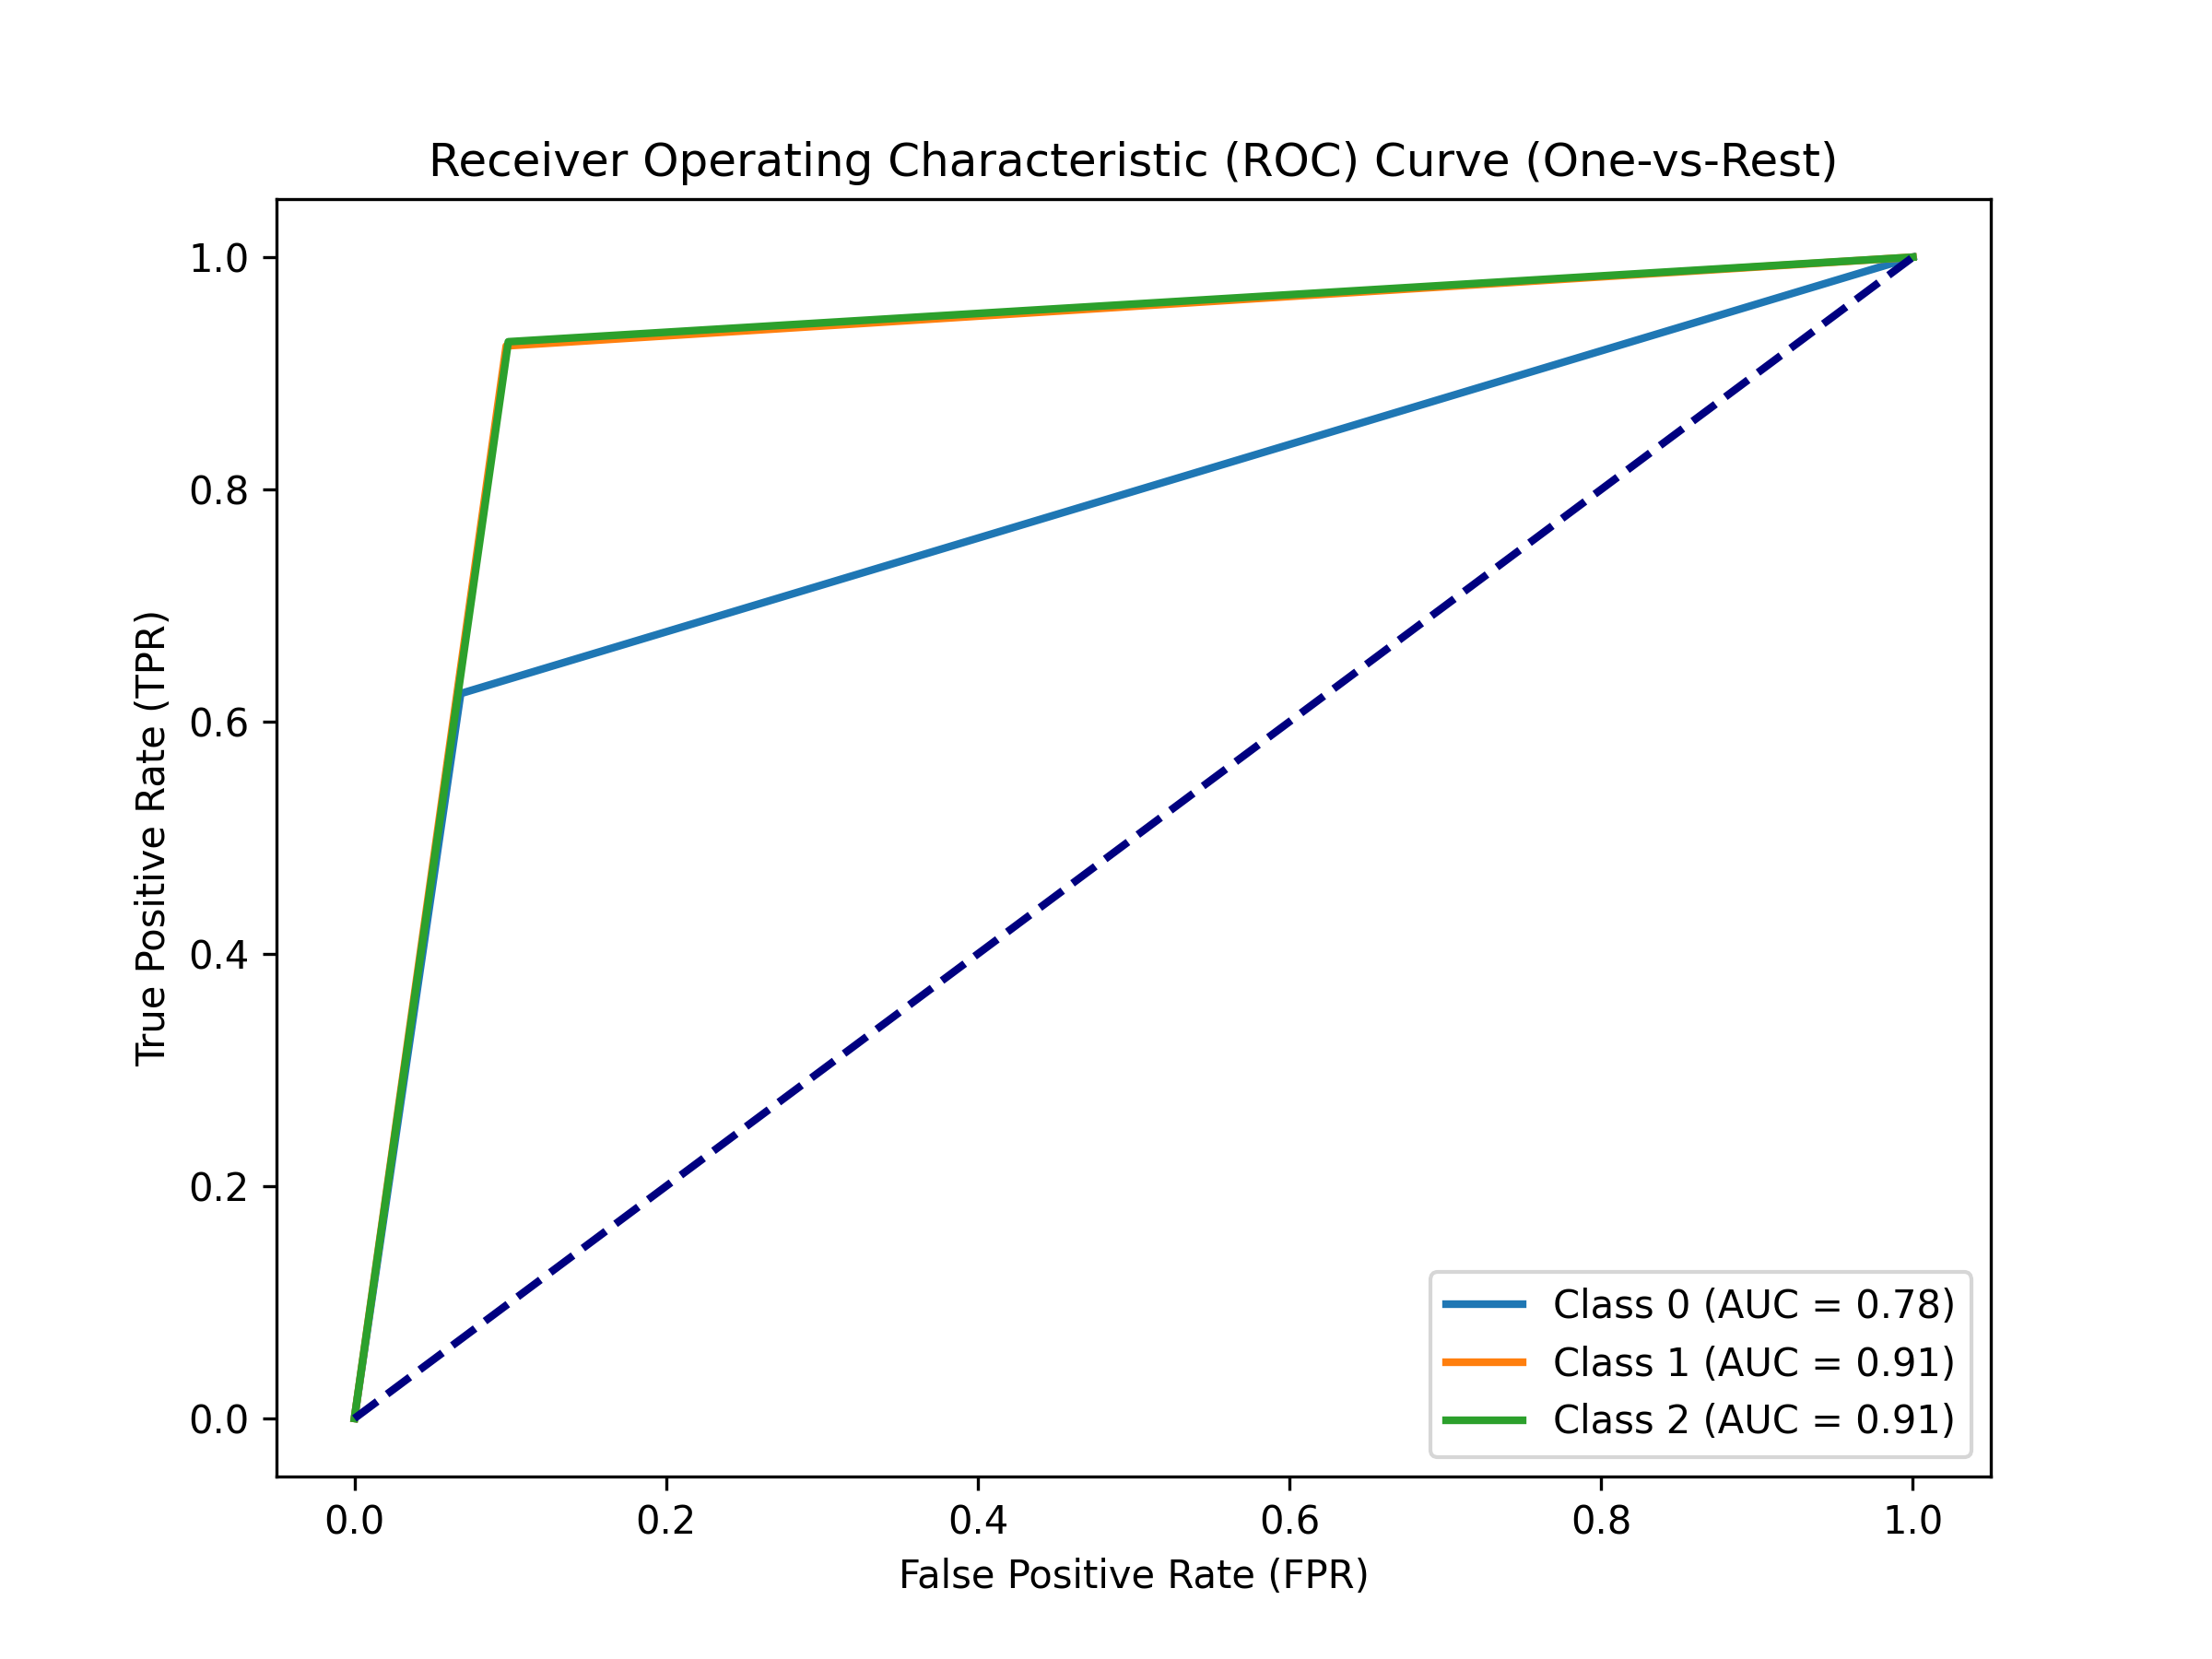 Receiver Operating Characteristic (ROC) Curve (One-vs-Rest)
True Positive Rate (TPR)
1.0
0.8
0.6
0.4
0.2
0.0
Class 0 (AUC = 0.78)
Class 1 (AUC = 0.91)
Class 2 (AUC = 0.91)
0.0 0.2 0.4 0.6 0.8 1.0
False Positive Rate (FPR)